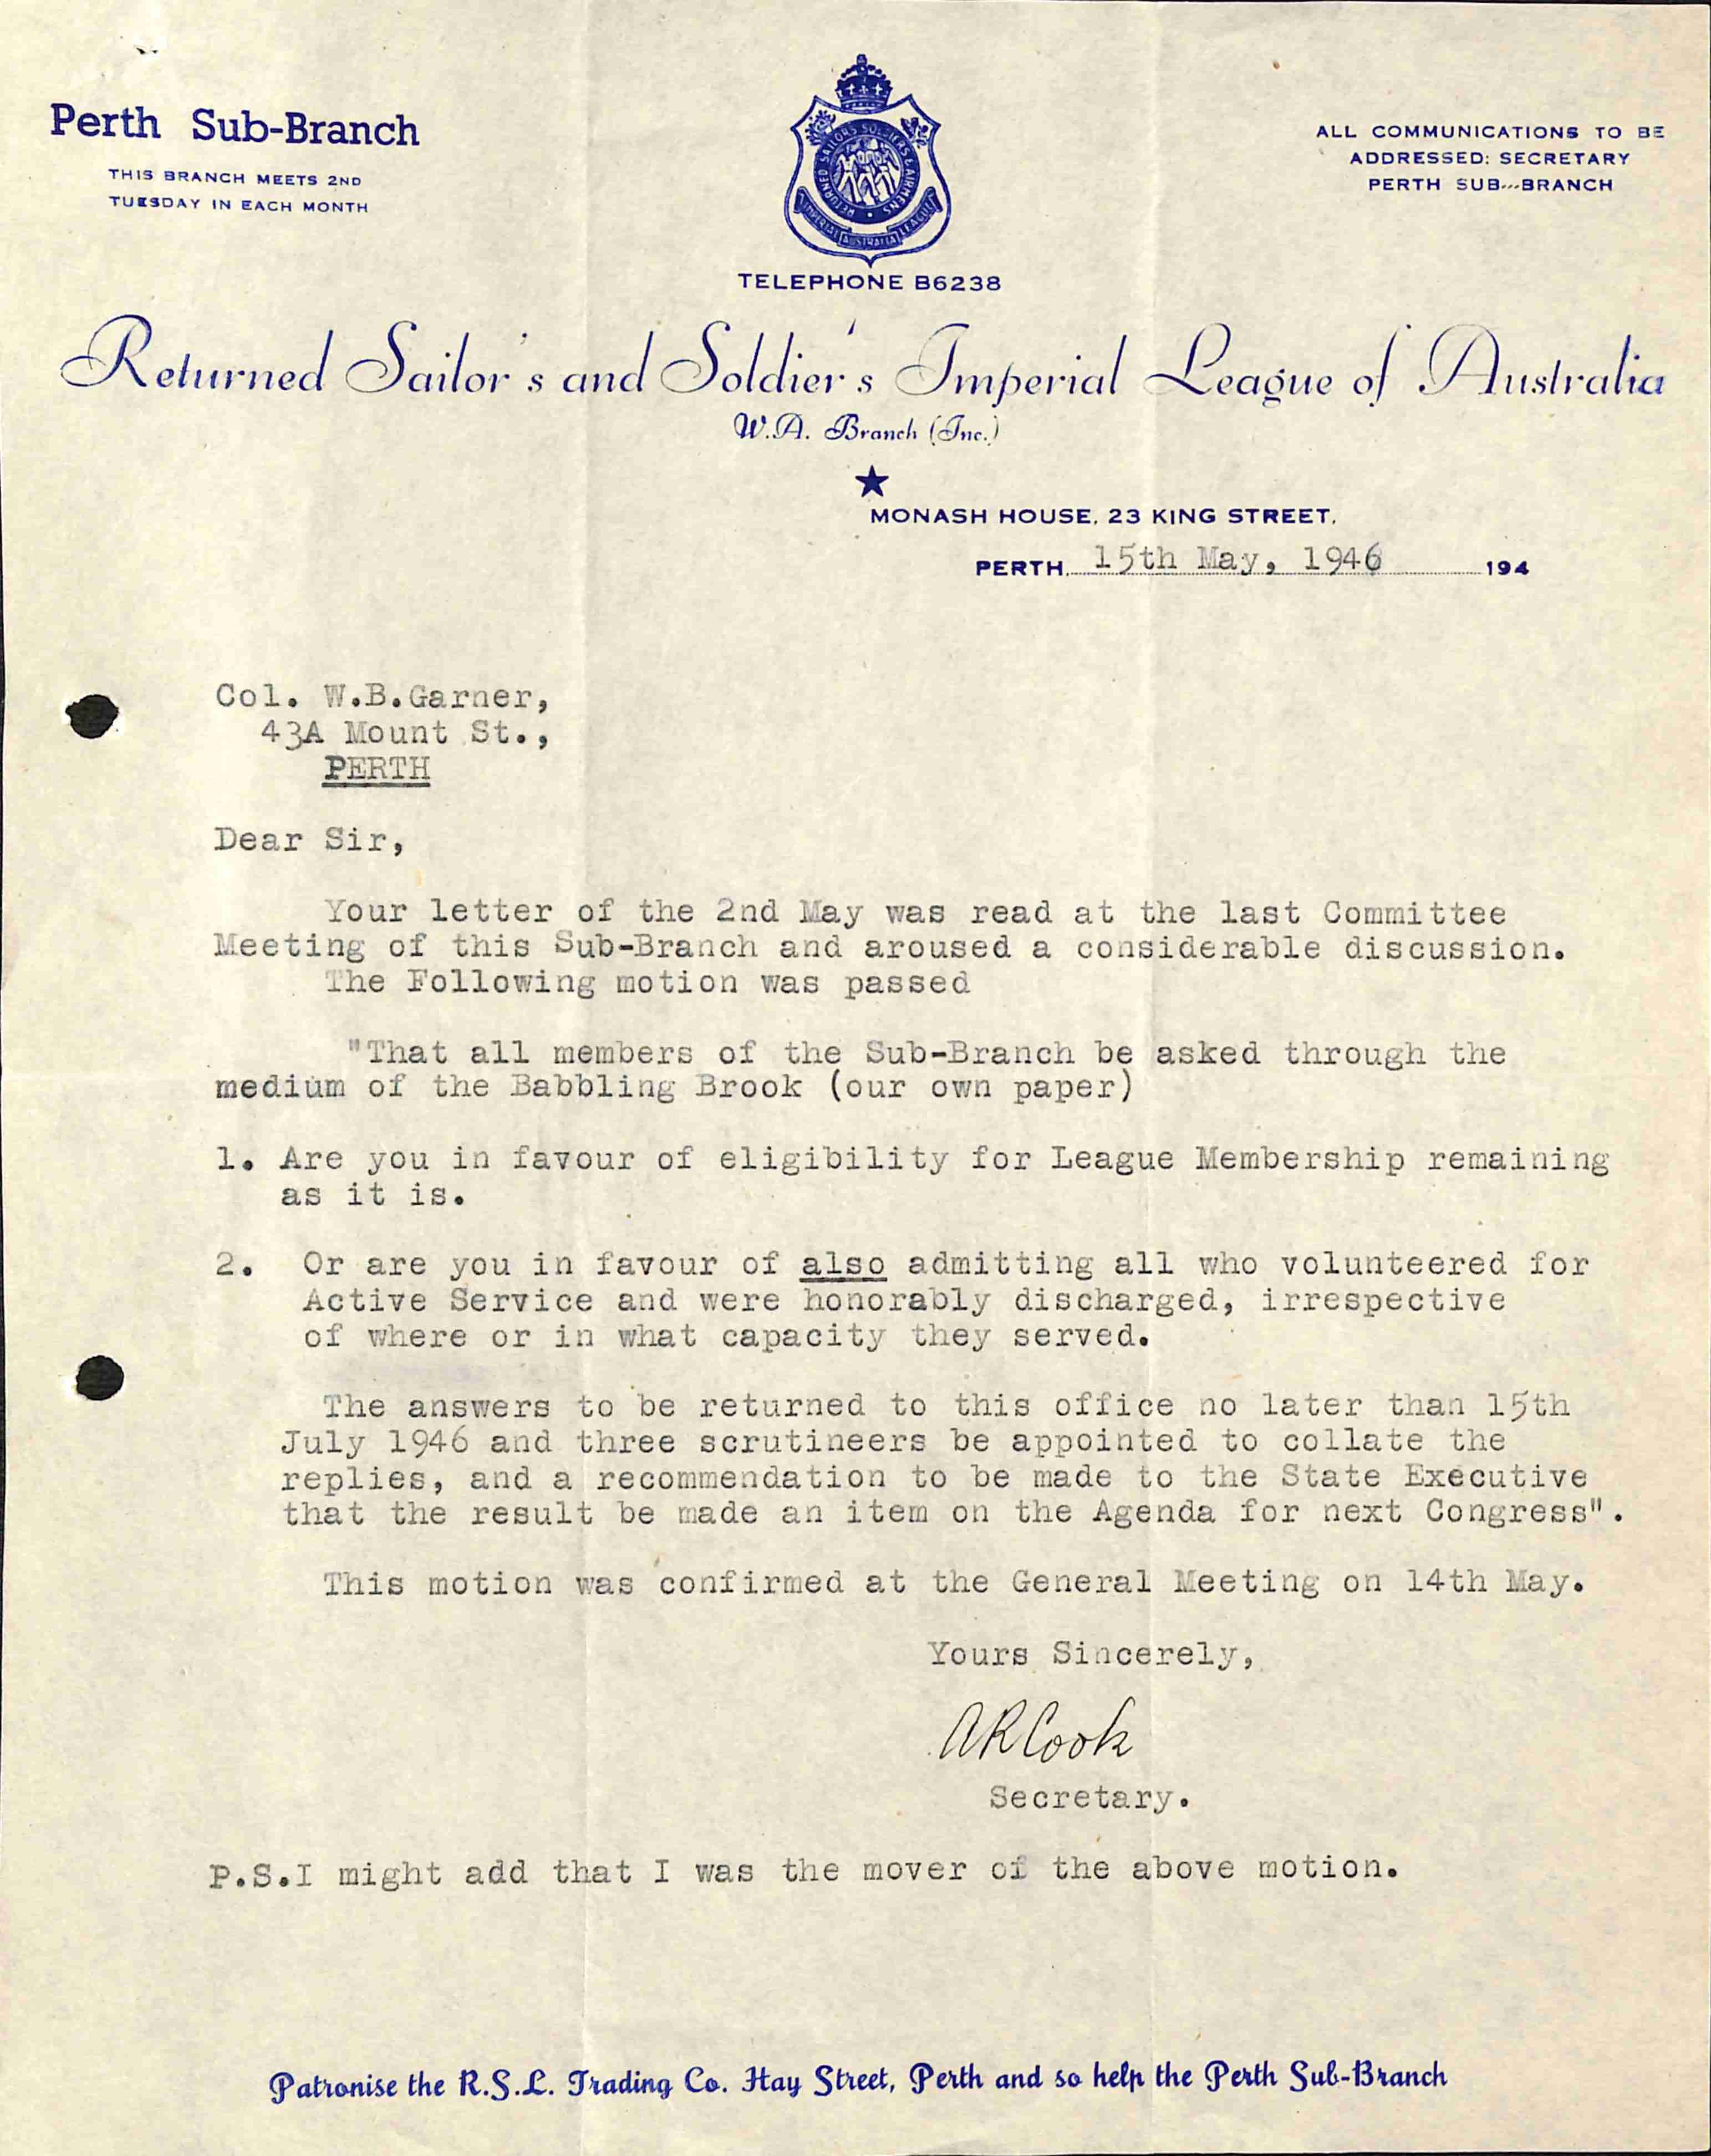 Perth Sub-Branch
THIS BRANCH MEETS 2ND
TUESDAY IN EACH MONTH
RETURNED SAILORS SOLDIERS & AIRMENS
IMPERIAL AUSTRALIA LEAGUE
TELEPHONE B6238
ALL COMMUNICATIONS TO BE
ADDRESSED: SECRETARY
PERTH SUB---BRANCH
Returned Sailor's and Soldier's Imperial League of Australia
W.A. Branch (Inc.)
MONASH HOUSE, 23 KING STREET,
PERTH, 15th May, 1946 194
Col. W.B.Garner,
43A Mount St.,
PERTH
Dear Sir,
Your letter of the 2nd May was read at the last Committee
Meeting of this Sub-Branch and aroused a considerable discussion.
The Following motion was passed
"That all members of the Sub-Branch be asked through the
medium of the Babbling Brook (our own paper)
1. Are you in favour of eligibility for League Membership remaining
as it is.
2. Or are you in favour of also admitting all who volunteered for
Active Service and were honorably discharged, irrespective
of where or in what capacity they served.
The answers to be returned to this office no later than 15th
July 1946 and three scrutineers be appointed to collate the
replies, and a recommendation to be made to the State Executive
that the result be made an item on the Agenda for next Congress".
This motion was confirmed at the General Meeting on 14th May.
Yours Sincerely,
ARCook
Secretary.
P.S.I might add that I was the mover of the above motion.
Patronise the R.S.L. Trading Co. Hay Street, Perth and so help the Perth Sub-Branch